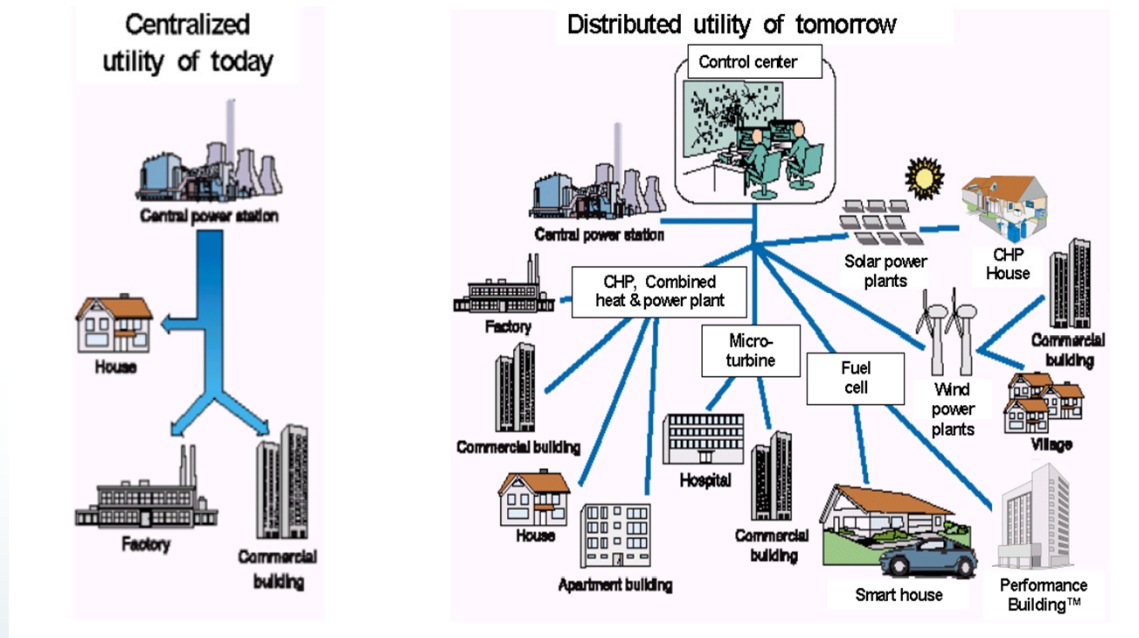 Centralized
utility of today
Central power station
House
Factory
Commercial
building
Distributed utility of tomorrow
Control center
Central power station
Solar power
plants
CHP
House
CHP, Combined
heat & power plant
Factory
Micro-
turbine
Fuel
cell
Wind
power
plants
Commercial
building
Village
Commercial building
Hospital
House
Commercial
building
Apartment building
Smart house
Performance
Building™